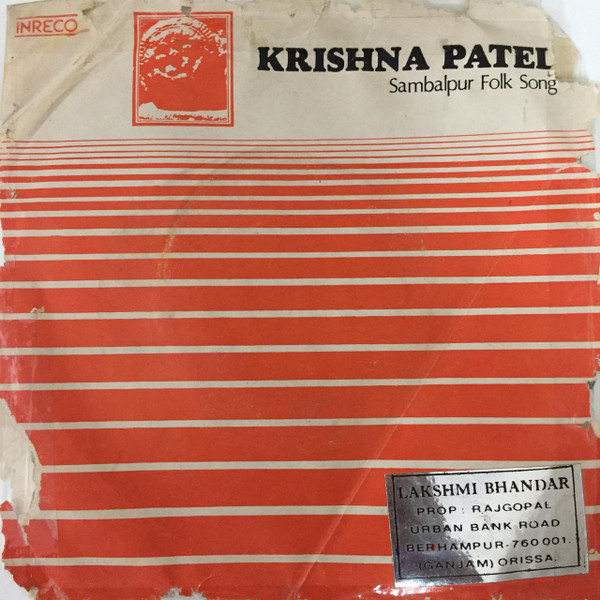 INRECO
KRISHNA PATEL
Sambalpur Folk Song
LAKSHMI BHANDAR
PROP: RAJGOPAL
URBAN BANK ROAD
BERHAMPUR-760001.
(GANJAM) ORISSA.